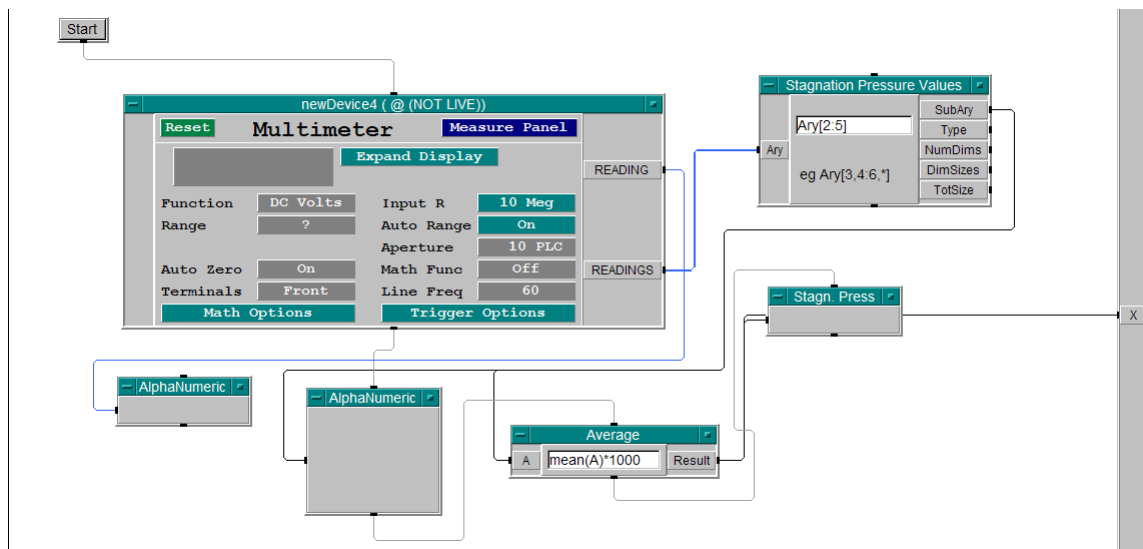 Start
newDevice4 ( @ (NOT LIVE))
Reset Multimeter Measure Panel
Expand Display
READING
Function DC Volts Input R 10 Meg
Range ? Auto Range On
Aperture 10 PLC
Auto Zero On Math Func Off
READINGS
Terminals Front Line Freq 60
Math Options Trigger Options
Stagnation Pressure Values
Ary
Ary[2:5]
eg Ary[3,4:6,*]
SubAry
Type
NumDims
DimSizes
TotSize
Stagn. Press
X
AlphaNumeric
AlphaNumeric
Average
A mean(A)*1000 Result